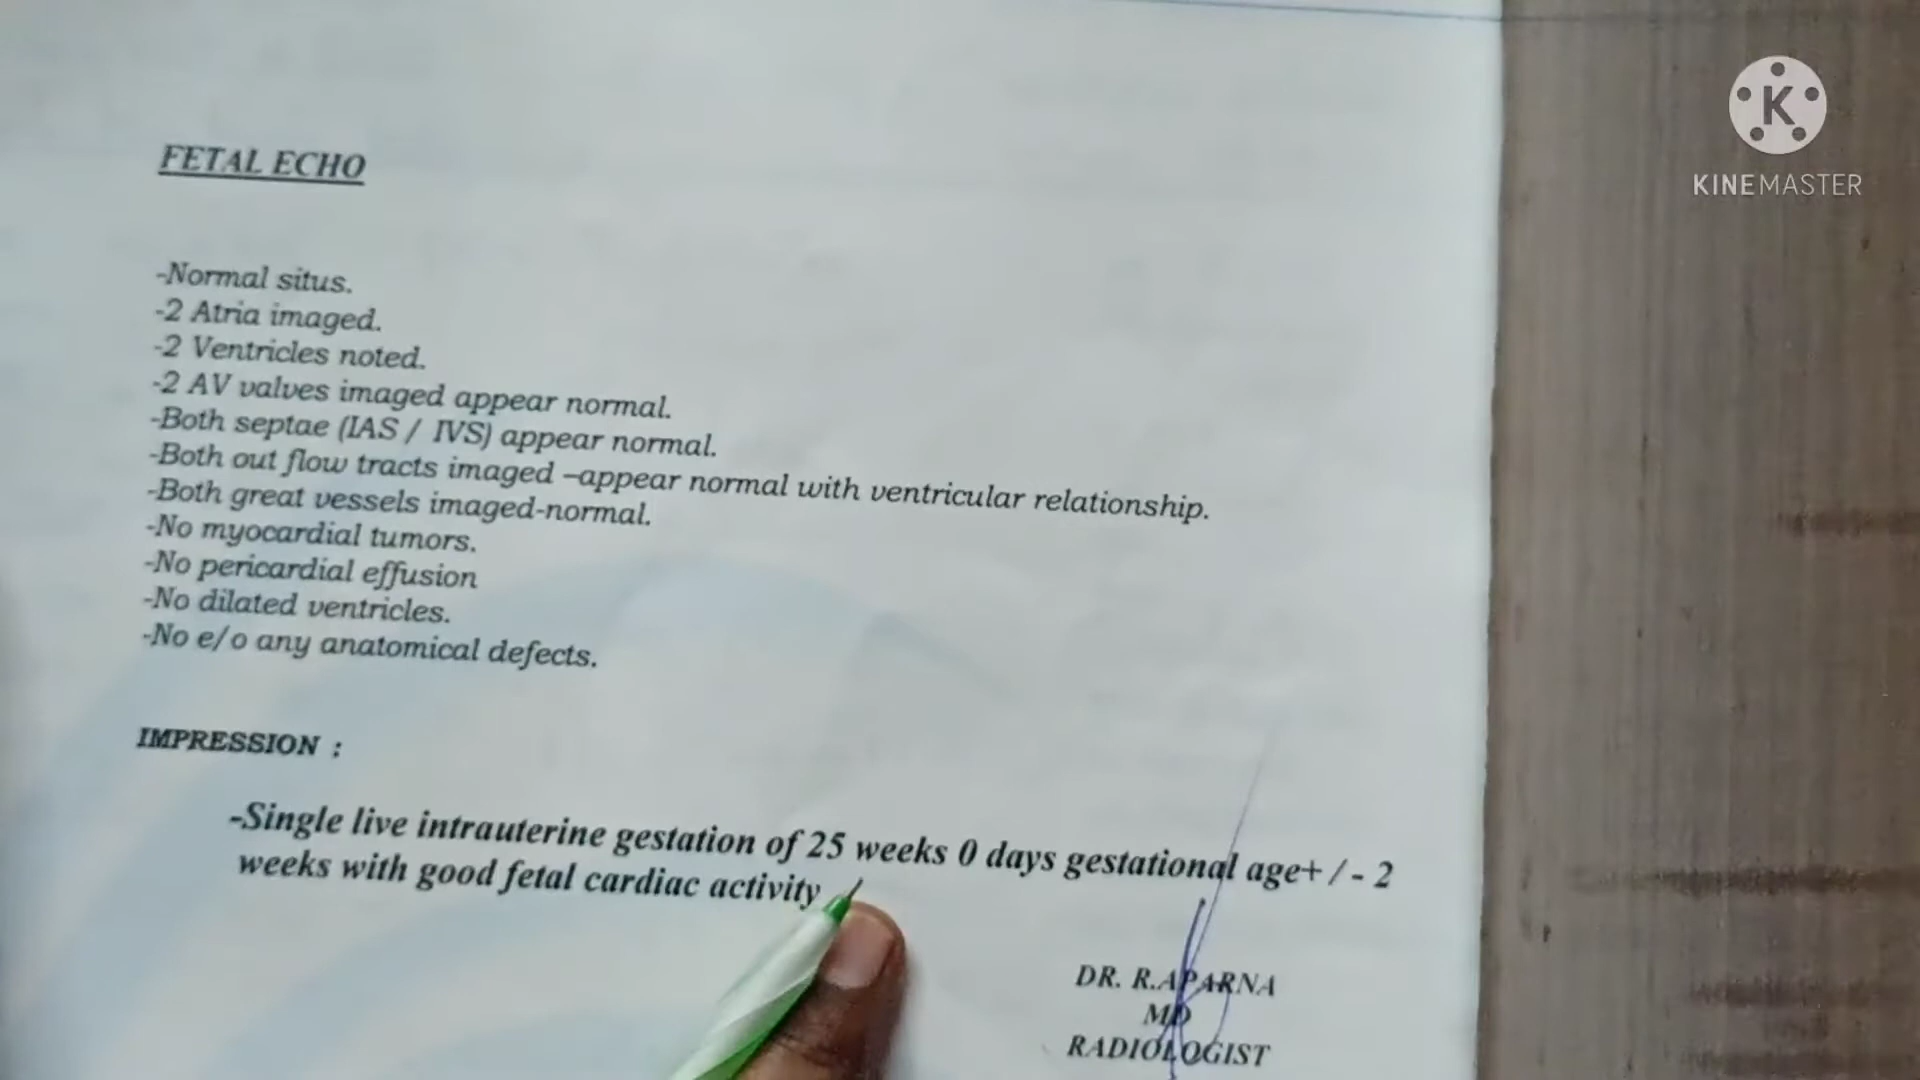 FETAL ECHO
-Normal situs.
-2 Atria imaged.
-2 Ventricles noted.
-2 AV valves imaged appear normal.
-Both septae (IAS / IVS) appear normal.
-Both out flow tracts imaged –appear normal with ventricular relationship.
-Both great vessels imaged-normal.
-No myocardial tumors.
-No pericardial effusion
-No dilated ventricles.
-No e/o any anatomical defects.
IMPRESSION :
-Single live intrauterine gestation of 25 weeks 0 days gestational age+ / - 2
weeks with good fetal cardiac activity
DR. R.APARNA
MD
RADIOLOGIST
K
KINEMASTER